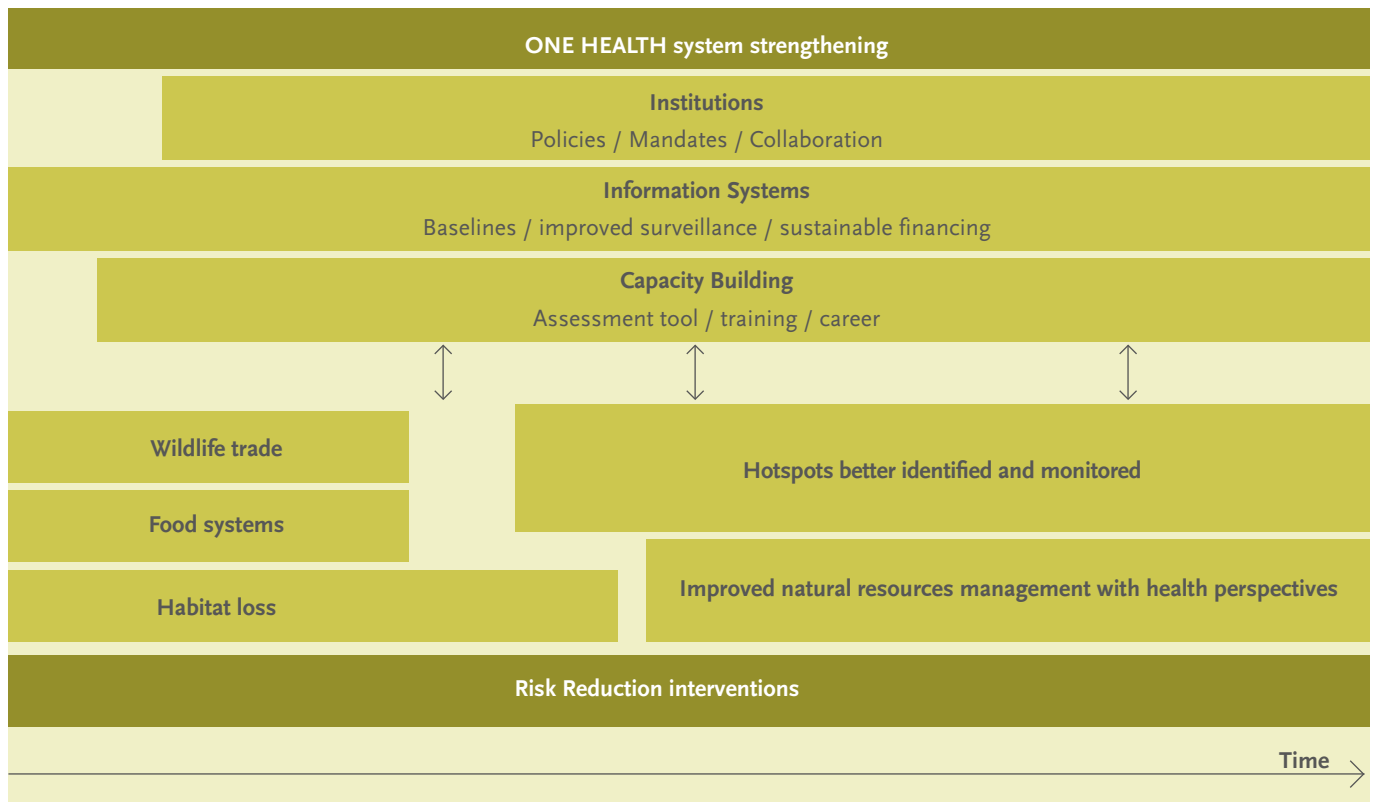 ONE HEALTH system strengthening
Institutions
Policies / Mandates / Collaboration
Information Systems
Baselines / improved surveillance / sustainable financing
Capacity Building
Assessment tool / training / career
Wildlife trade
Hotspots better identified and monitored
Food systems
Improved natural resources management with health perspectives
Habitat loss
Risk Reduction interventions
Time